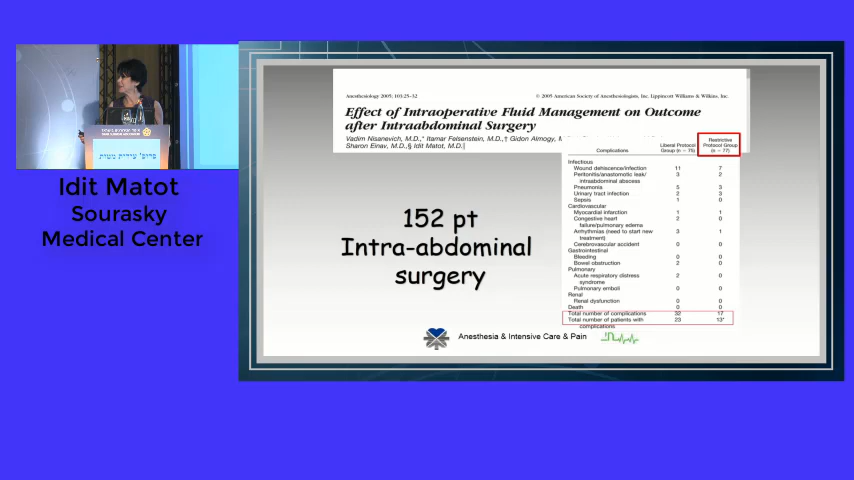 פרופ' עידית מטות
Idit Matot
Sourasky
Medical Center
Anesthesiology 2005; 103:25–32
© 2005 American Society of Anesthesiologists, Inc. Lippincott Williams & Wilkins, Inc.
Effect of Intraoperative Fluid Management on Outcome
after Intraabdominal Surgery
Vadim Nisanevich, M.D.,* Itamar Felsenstein, M.D.,† Gidon Almogy,
Sharon Einav, M.D.,§ Idit Matot, M.D.
152 pt
Intra-abdominal
surgery
Complications
Liberal Protocol Group (n = 75)
Restrictive Protocol Group (n = 77)
Infectious
Wound dehiscence/infection 11 7
Peritonitis/anastomotic leak/ 3 2
intraabdominal abscess
Pneumonia 5 3
Urinary tract infection 2 3
Sepsis 1 0
Cardiovascular
Myocardial infarction 1 1
Congestive heart 2 0
failure/pulmonary edema
Arrhythmias (need to start new 3 1
treatment)
Cerebrovascular accident 0 0
Gastrointestinal
Bleeding 0 0
Bowel obstruction 2 0
Pulmonary
Acute respiratory distress 2 0
syndrome
Pulmonary emboli 0 0
Renal
Renal dysfunction 0 0
Death 0 0
Total number of complications 32 17
Total number of patients with 23 13*
complications
Anesthesia & Intensive Care & Pain